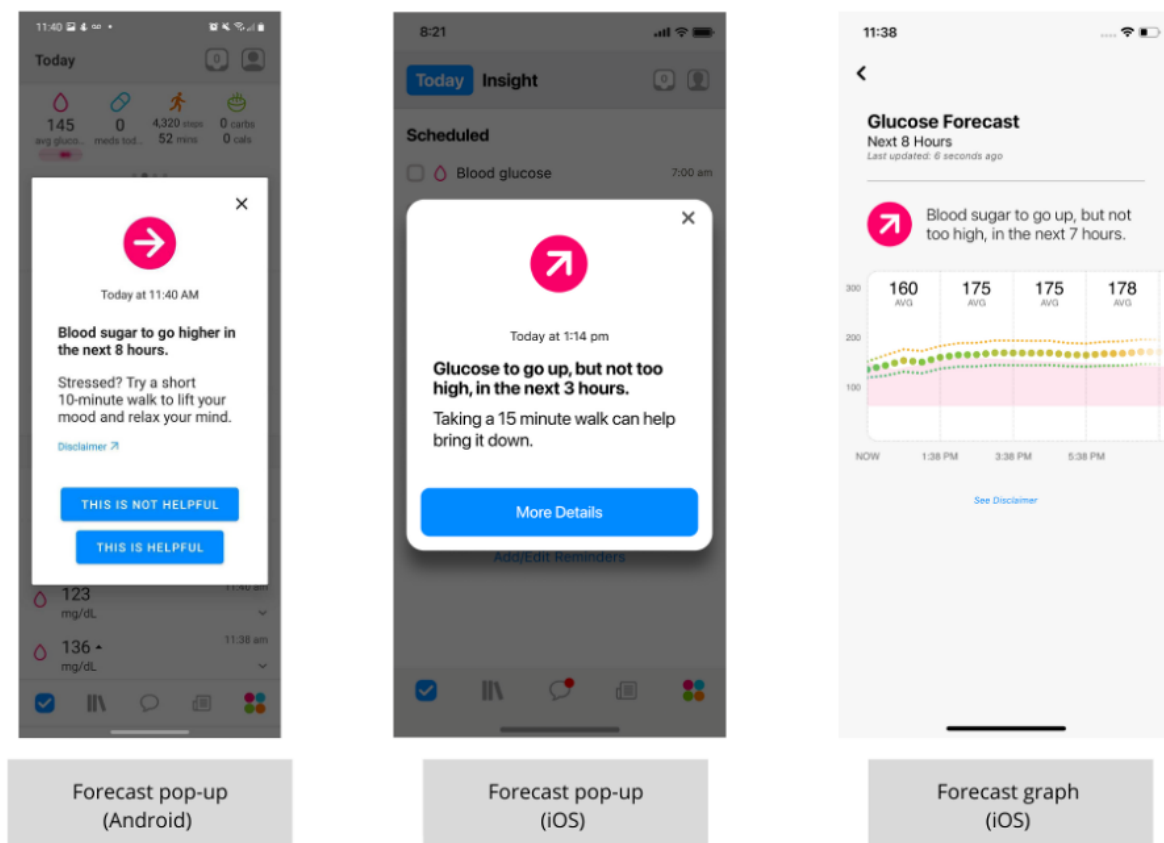 11:40
Today
0
145
avg gluco...
0
meds tod...
4,320 steps
52 mins
0 carbs
0 cals
Today at 11:40 AM
Blood sugar to go higher in
the next 8 hours.
Stressed? Try a short
10-minute walk to lift your
mood and relax your mind.
Disclaimer
THIS IS NOT HELPFUL
THIS IS HELPFUL
123
mg/dL
11:40 am
136
mg/dL
11:38 am
Forecast pop-up
(Android)
8:21
Today Insight
0
Scheduled
Blood glucose 7:00 am
Today at 1:14 pm
Glucose to go up, but not too
high, in the next 3 hours.
Taking a 15 minute walk can help
bring it down.
More Details
Add/Edit Reminders
Forecast pop-up
(iOS)
11:38
Glucose Forecast
Next 8 Hours
Last updated: 6 seconds ago
Blood sugar to go up, but not
too high, in the next 7 hours.
300
160
AVG
175
AVG
175
AVG
178
AVG
200
100
NOW 1:38 PM 3:38 PM 5:38 PM
See Disclaimer
Forecast graph
(iOS)